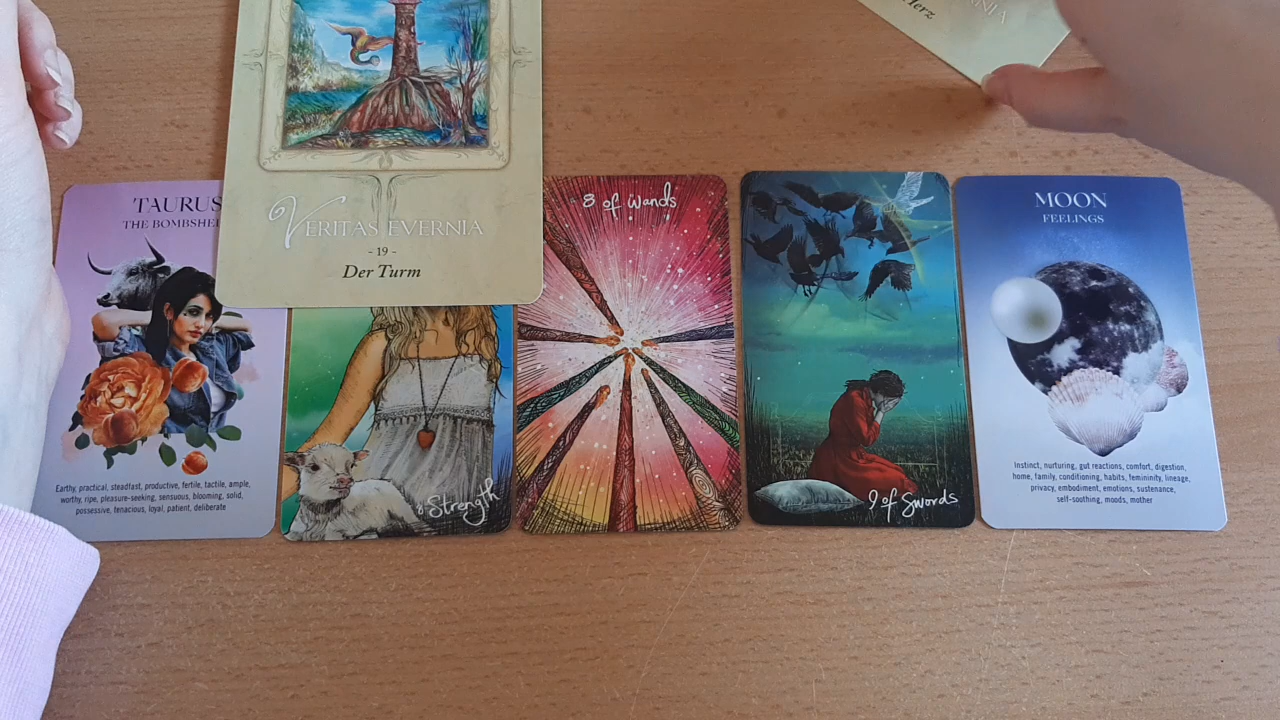 Herz
VERITAS EVERNIA
- 19 -
Der Turm
TAURUS
THE BOMBSHEL
Earthy, practical, steadfast, productive, fertile, tactile, ample,
worthy, ripe, pleasure-seeking, sensuous, blooming, solid,
possessive, tenacious, loyal, patient, deliberate
8 Strength
8 of Wands
9 of Swords
MOON
FEELINGS
Instinct, nurturing, gut reactions, comfort, digestion,
home, family, conditioning, habits, femininity, lineage,
privacy, embodiment, emotions, sustenance,
self-soothing, moods, mother